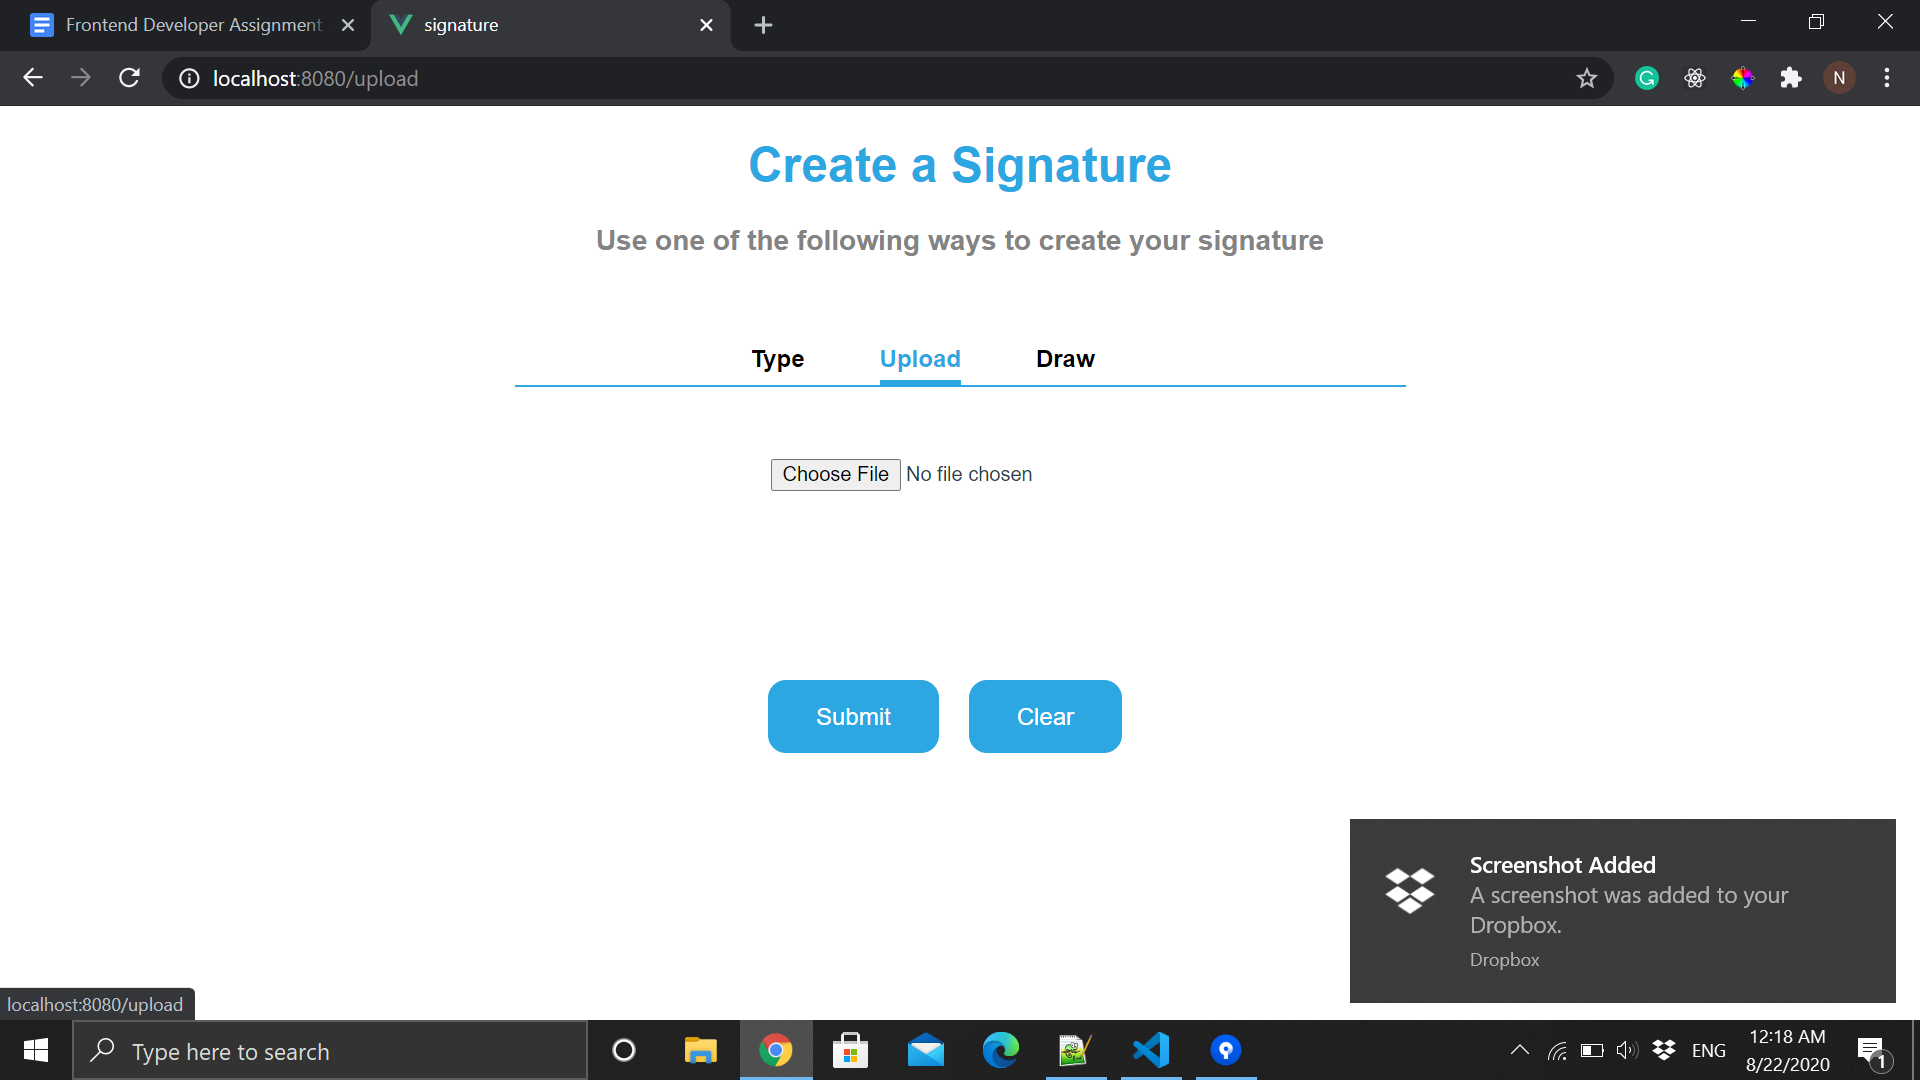 Frontend Developer Assignment
signature
localhost:8080/upload
N
Create a Signature
Use one of the following ways to create your signature
Type Upload Draw
Choose File No file chosen
Submit Clear
Screenshot Added
A screenshot was added to your
Dropbox.
Dropbox
localhost:8080/upload
Type here to search
ENG
12:18 AM
8/22/2020
1